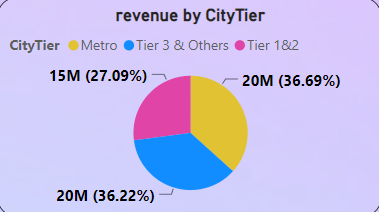 revenue by CityTier
CityTier Metro Tier 3 & Others Tier 1&2
15M (27.09%)
20M (36.69%)
20M (36.22%)